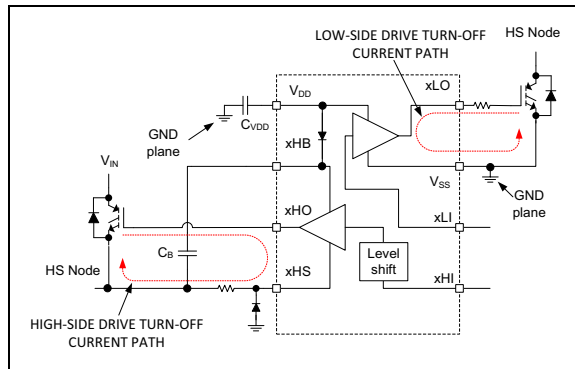 LOW-SIDE DRIVE TURN-OFF
CURRENT PATH
HS Node
xLO
VDD
CVDD
GND
plane
xHB
VIN
VSS
GND
plane
xHO
xLI
CB
Level
shift
HS Node
xHS
xHI
HIGH-SIDE DRIVE TURN-OFF
CURRENT PATH